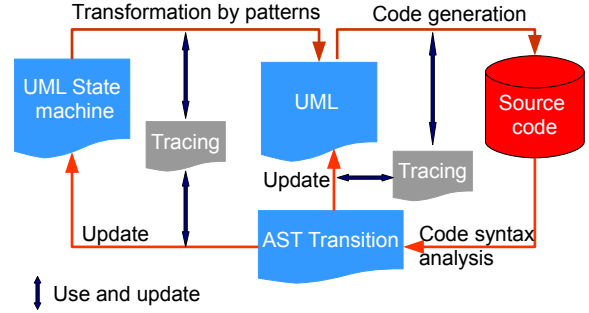 Transformation by patterns
Code generation
UML State
machine
UML
Source
code
Tracing
Tracing
Update
Update
AST Transition
Code syntax
analysis
Use and update